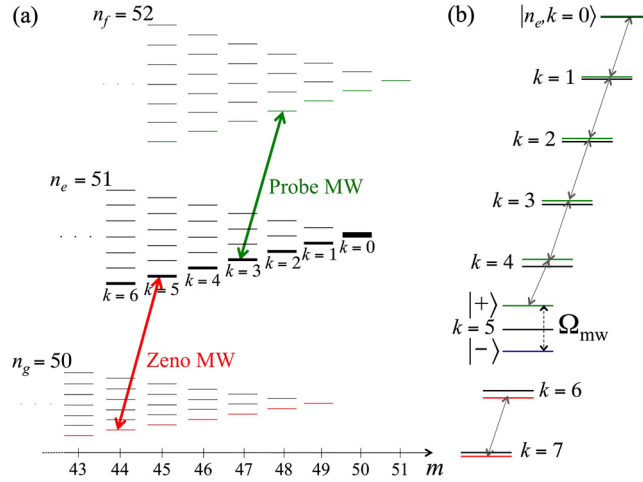 (a)
n_f = 52
Probe MW
n_e = 51
k = 0
k = 1
k = 2
k = 3
k = 4
k = 5
k = 6
Zeno MW
n_g = 50
43 44 45 46 47 48 49 50 51 m
(b)
|n_e, k = 0⟩
k = 1
k = 2
k = 3
k = 4
|+⟩
k = 5
Ω_mw
|−⟩
k = 6
k = 7